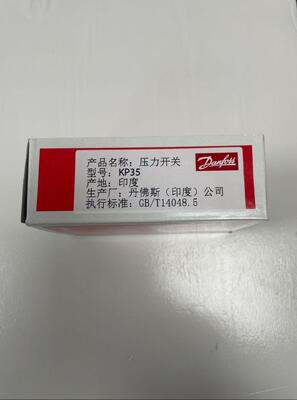 产品名称: 压力开关
型号: KP35
产地: 印度
生产厂: 丹佛斯（印度）公司
执行标准: GB/T14048.5
Danfoss